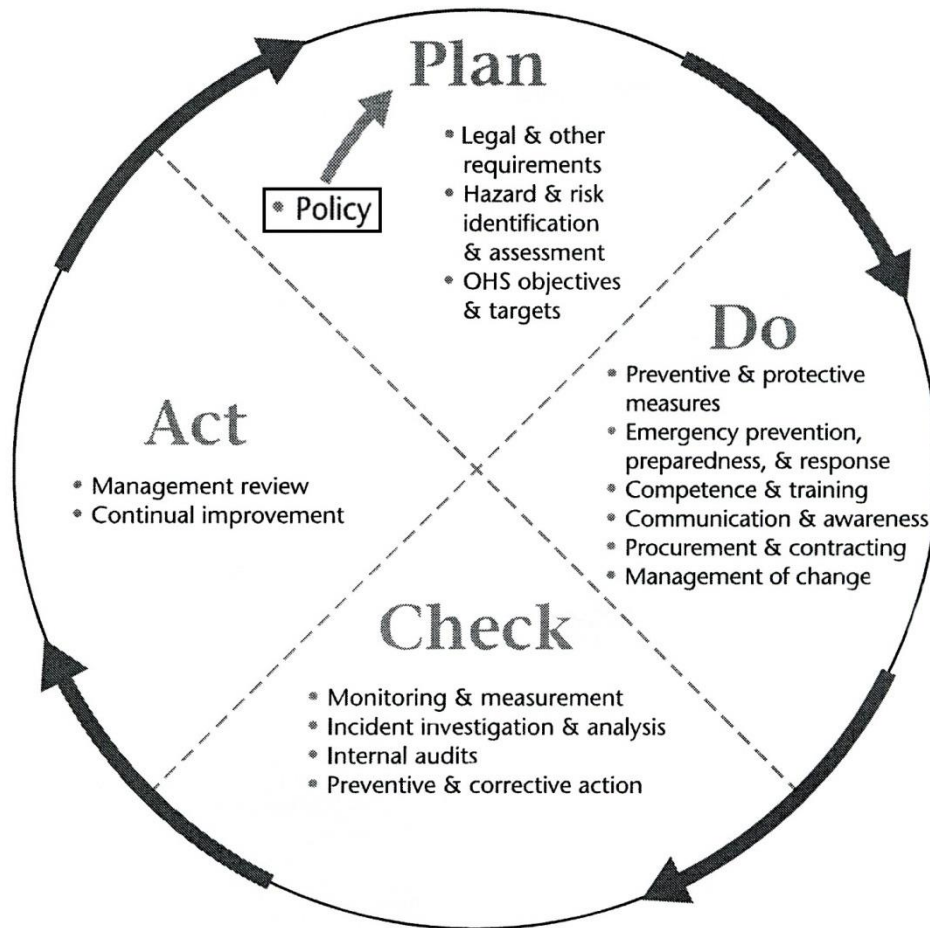 Plan
• Legal & other
requirements
• Hazard & risk
identification
& assessment
• OHS objectives
& targets
• Policy
Do
• Preventive & protective
measures
• Emergency prevention,
preparedness, & response
• Competence & training
• Communication & awareness
• Procurement & contracting
• Management of change
Check
• Monitoring & measurement
• Incident investigation & analysis
• Internal audits
• Preventive & corrective action
Act
• Management review
• Continual improvement